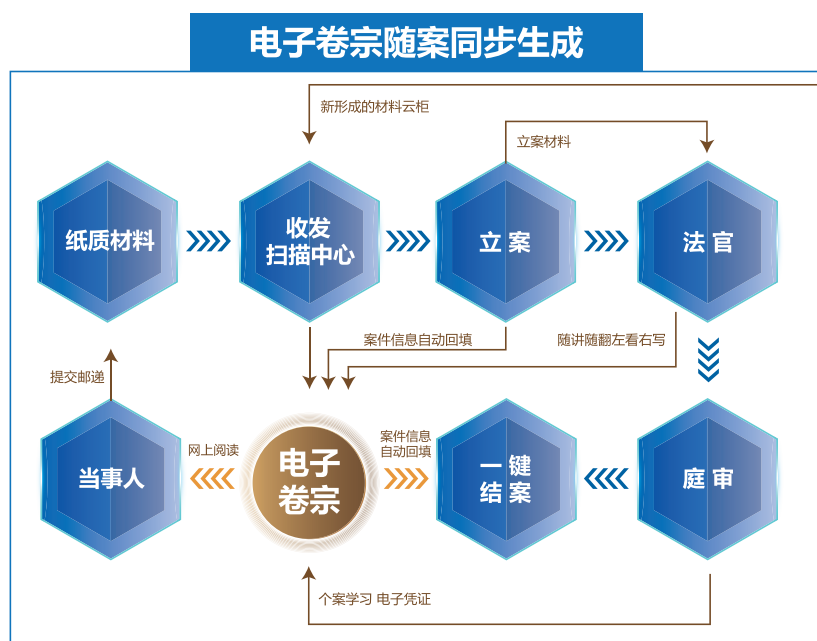 电子卷宗随案同步生成
新形成的材料云柜
立案材料
纸质材料
收发
扫描中心
立案
法官
案件信息自动回填
随讲随翻左看右写
提交邮递
当事人
网上阅读
电子
卷宗
案件信息
自动回填
一键
结案
庭审
个案学习 电子凭证